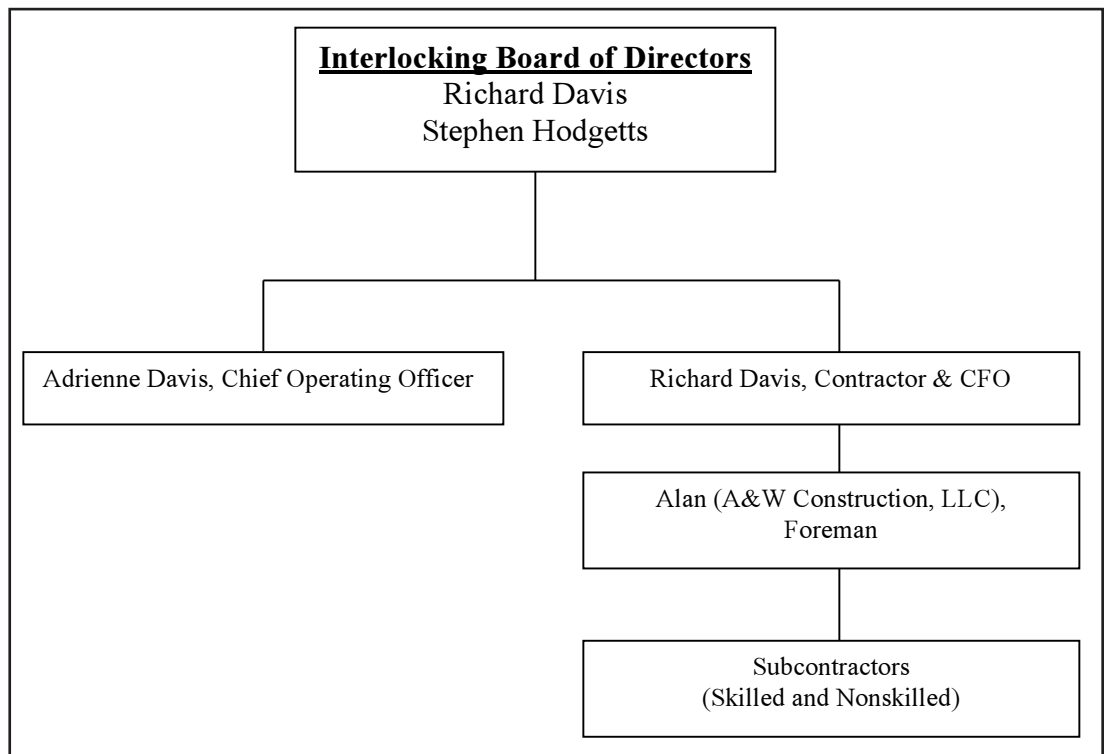 Interlocking Board of Directors
Richard Davis
Stephen Hodgetts
Adrienne Davis, Chief Operating Officer
Richard Davis, Contractor & CFO
Alan (A&W Construction, LLC),
Foreman
Subcontractors
(Skilled and Nonskilled)